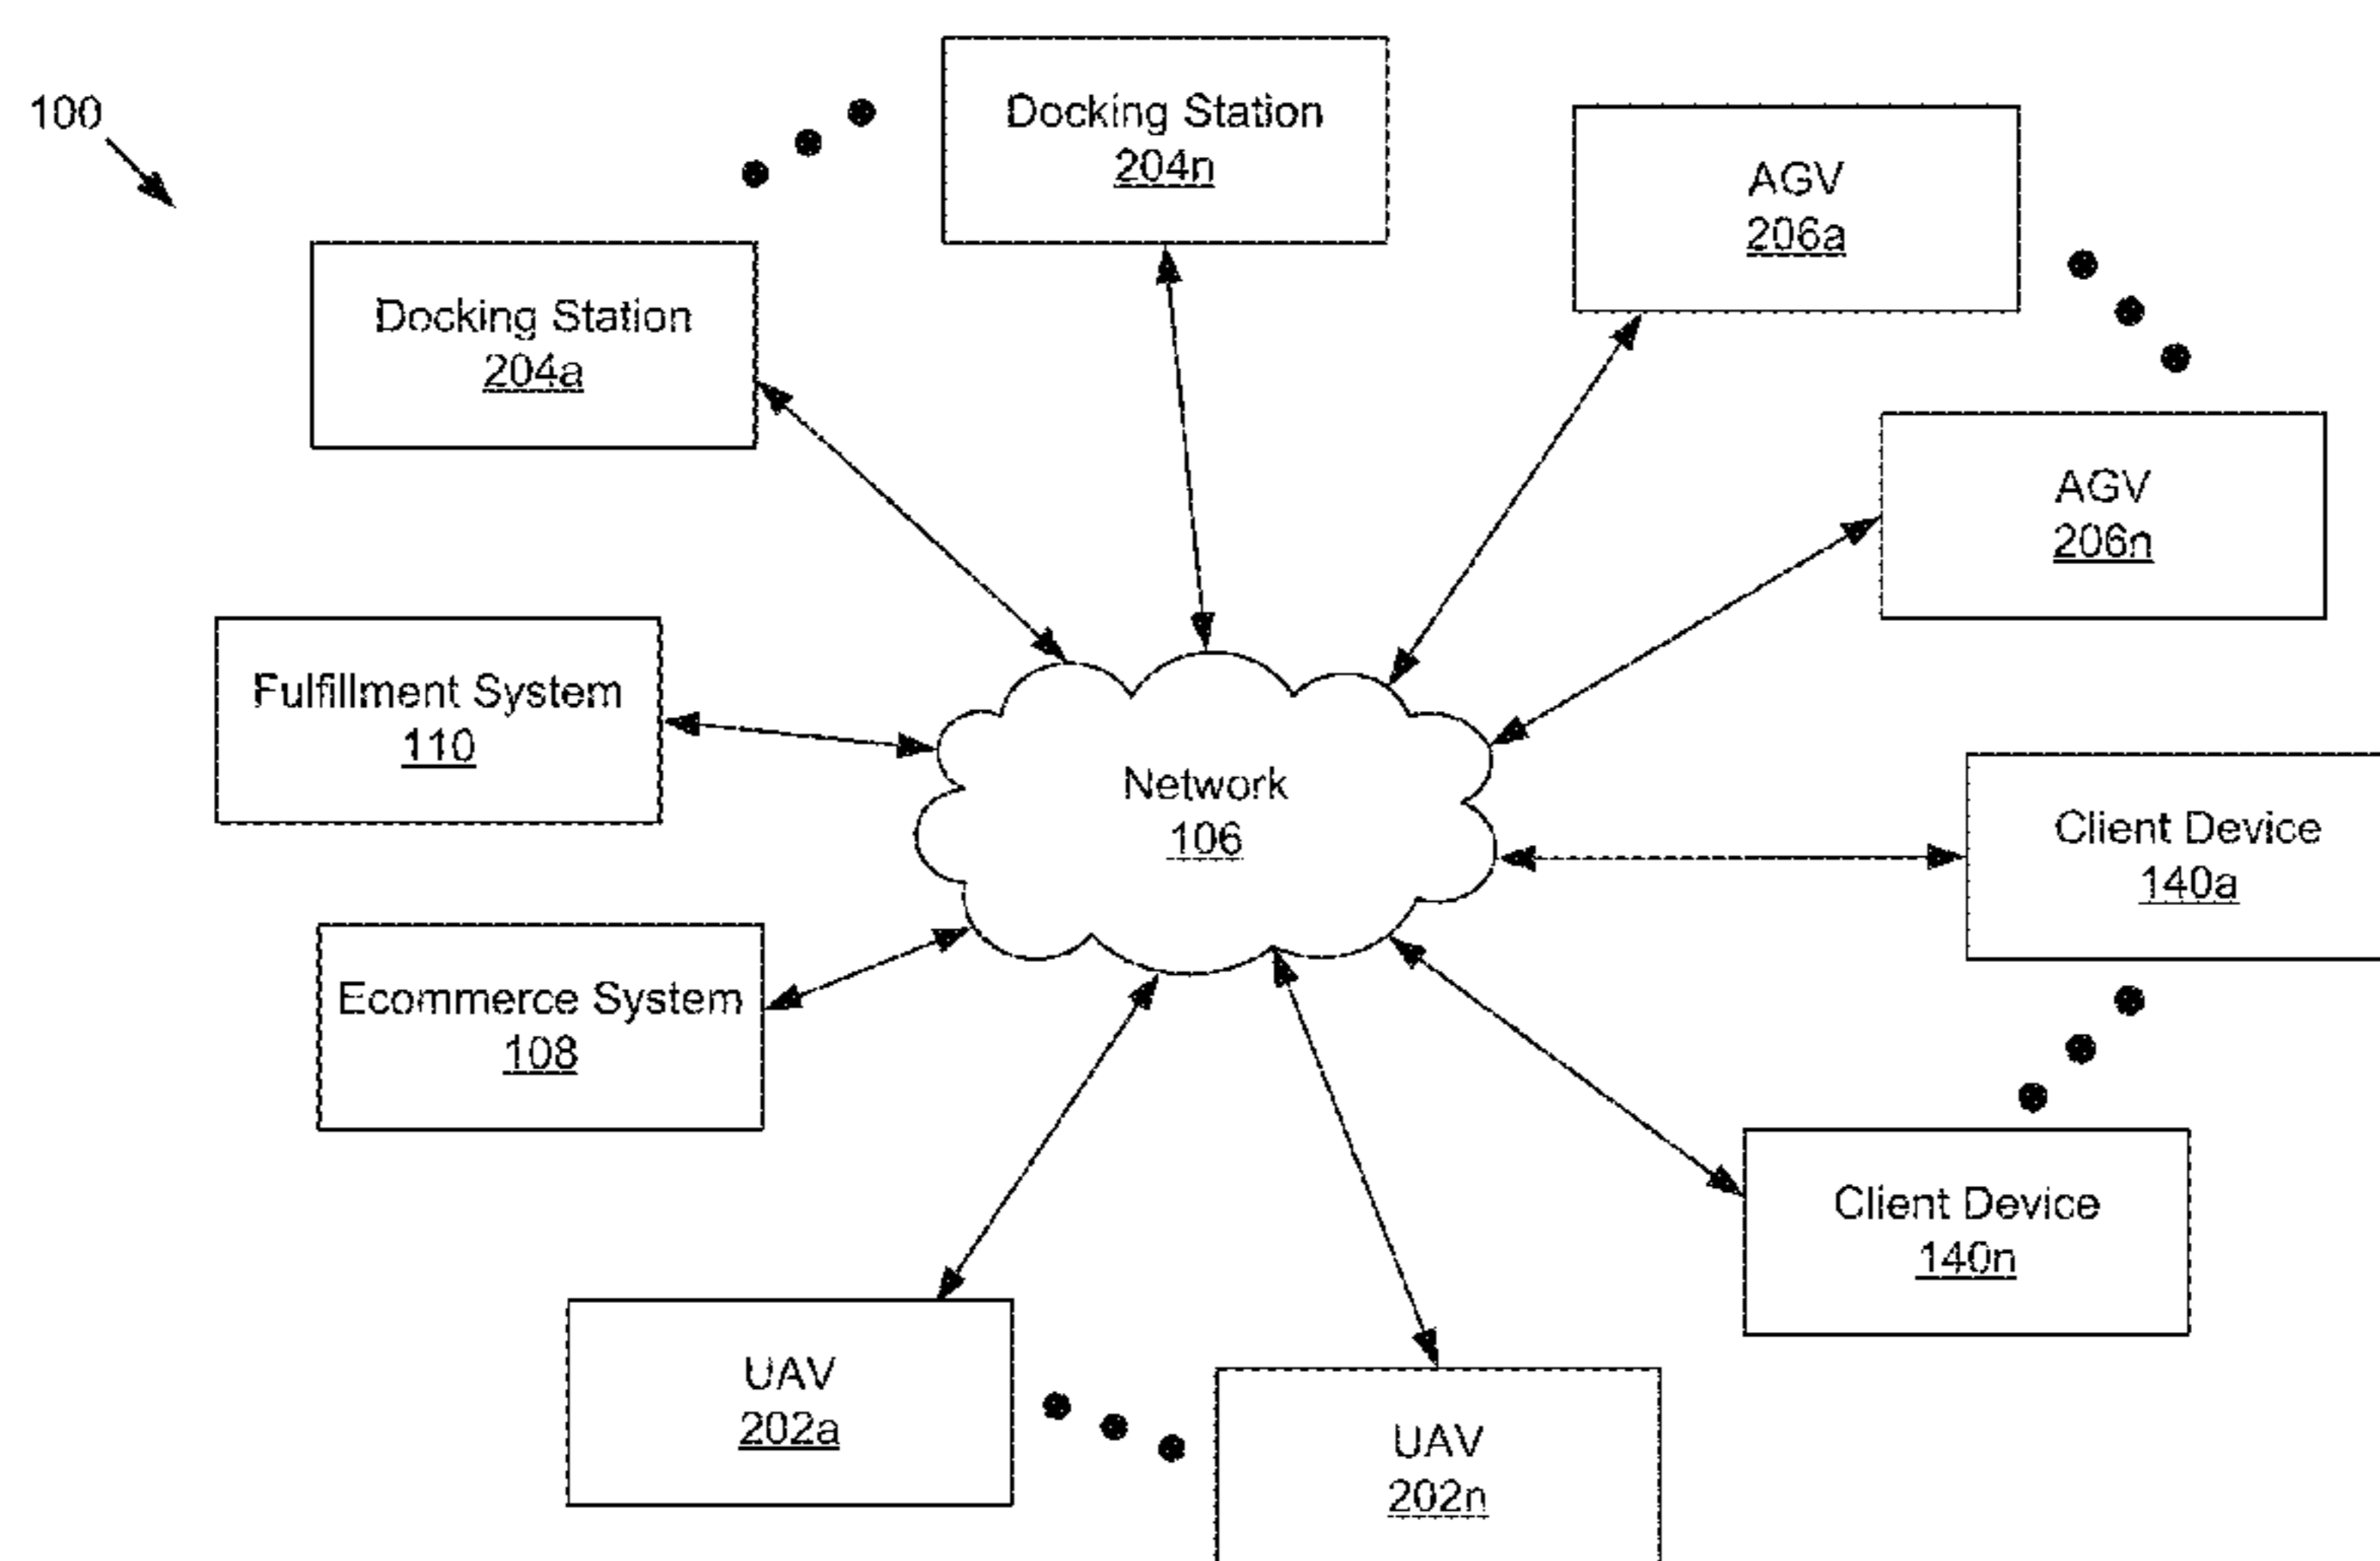 100
Docking Station
204n
AGV
206a
Docking Station
204a
AGV
206n
Fulfillment System
110
Network
106
Client Device
140a
Ecommerce System
108
Client Device
140n
UAV
202a
UAV
202n